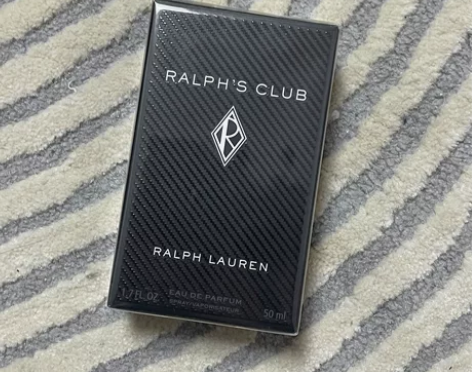 RALPH'S CLUB
R
RALPH LAUREN
1.7 FL.OZ EAU DE PARFUM 50 ml